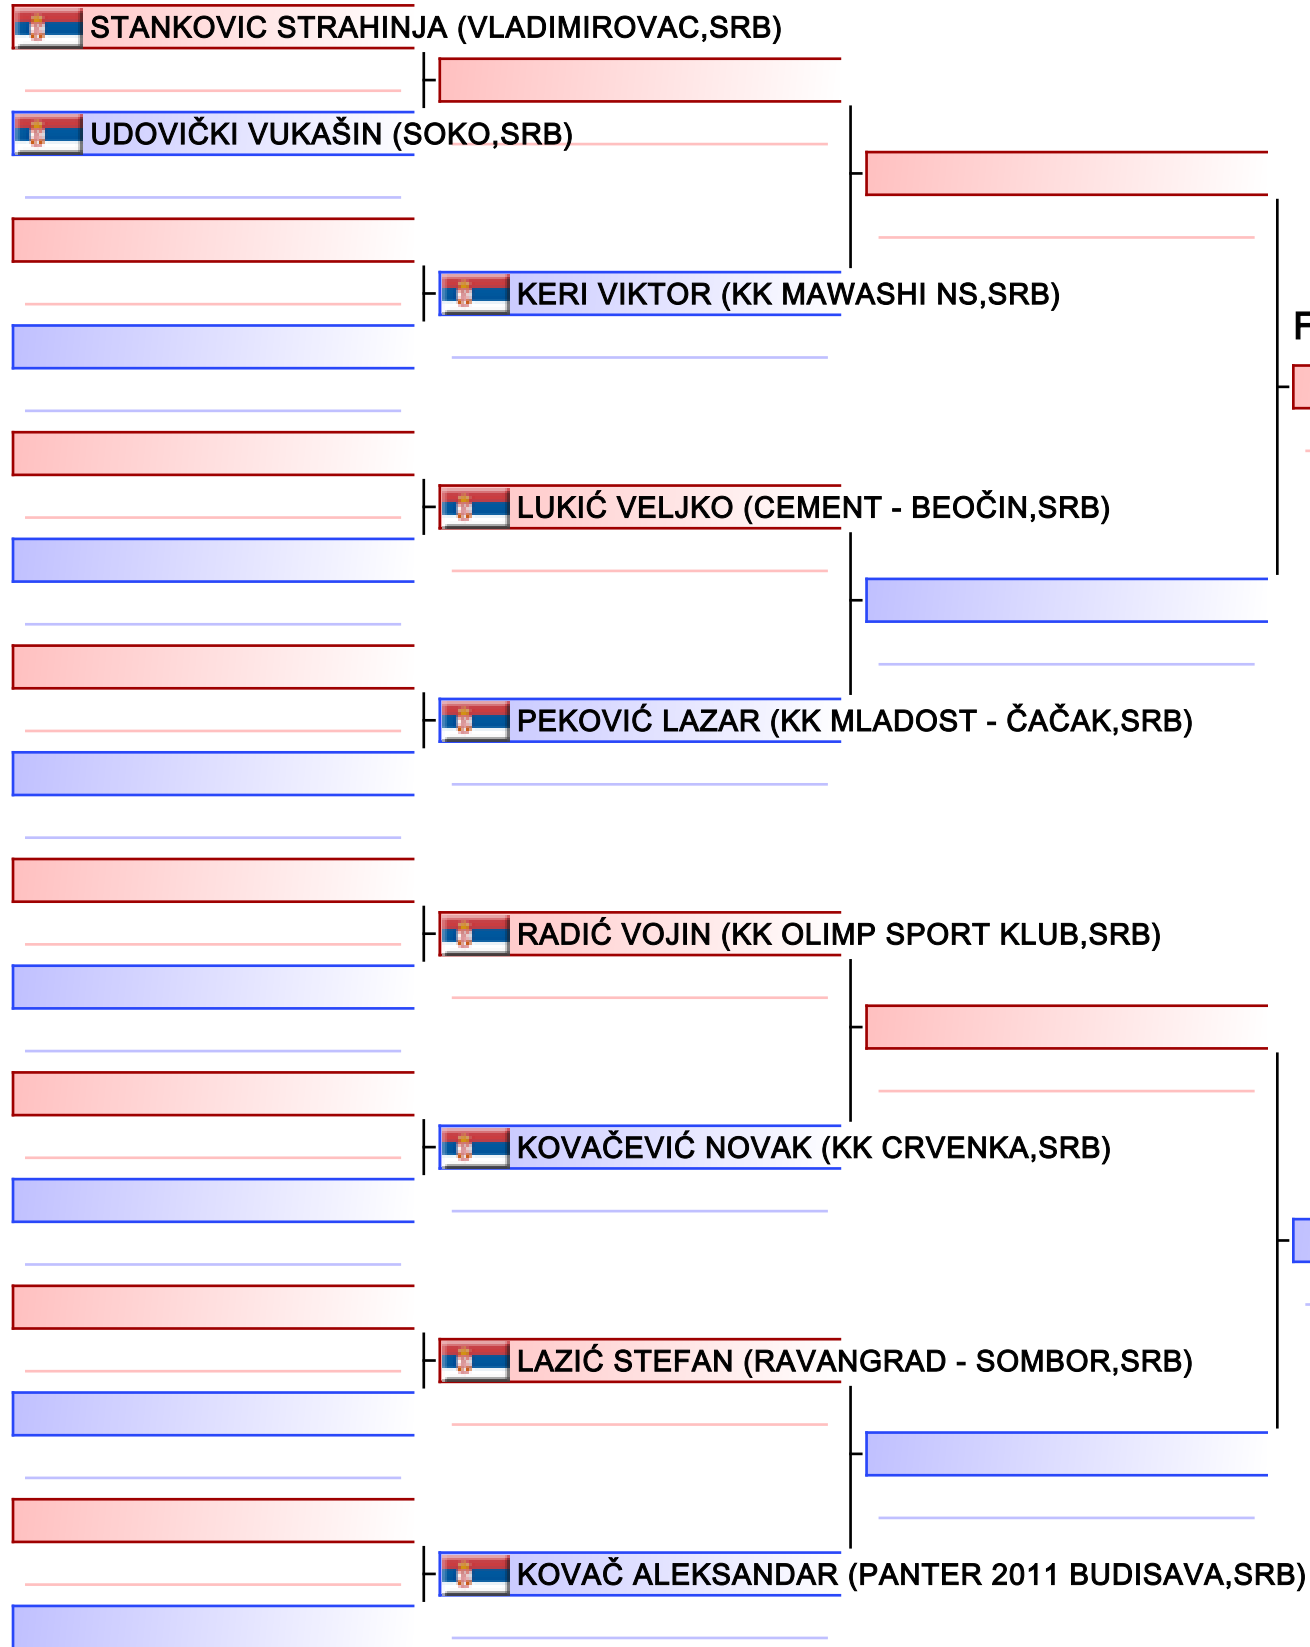 STANKOVIC STRAHINJA (VLADIMIROVAC,SRB)
UDOVIČKI VUKAŠIN (SOKO,SRB)
KERI VIKTOR (KK MAWASHI NS,SRB)
LUKIĆ VELJKO (CEMENT - BEOČIN,SRB)
PEKOVIĆ LAZAR (KK MLADOST - ČAČAK,SRB)
RADIĆ VOJIN (KK OLIMP SPORT KLUB,SRB)
KOVAČEVIĆ NOVAK (KK CRVENKA,SRB)
LAZIĆ STEFAN (RAVANGRAD - SOMBOR,SRB)
KOVAČ ALEKSANDAR (PANTER 2011 BUDISAVA,SRB)